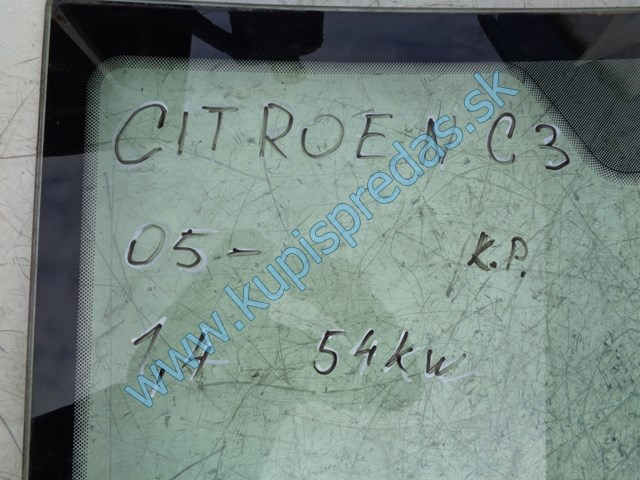 CITROEN C3
05- K.P.
1,4 54kw
www.kupispredas.sk